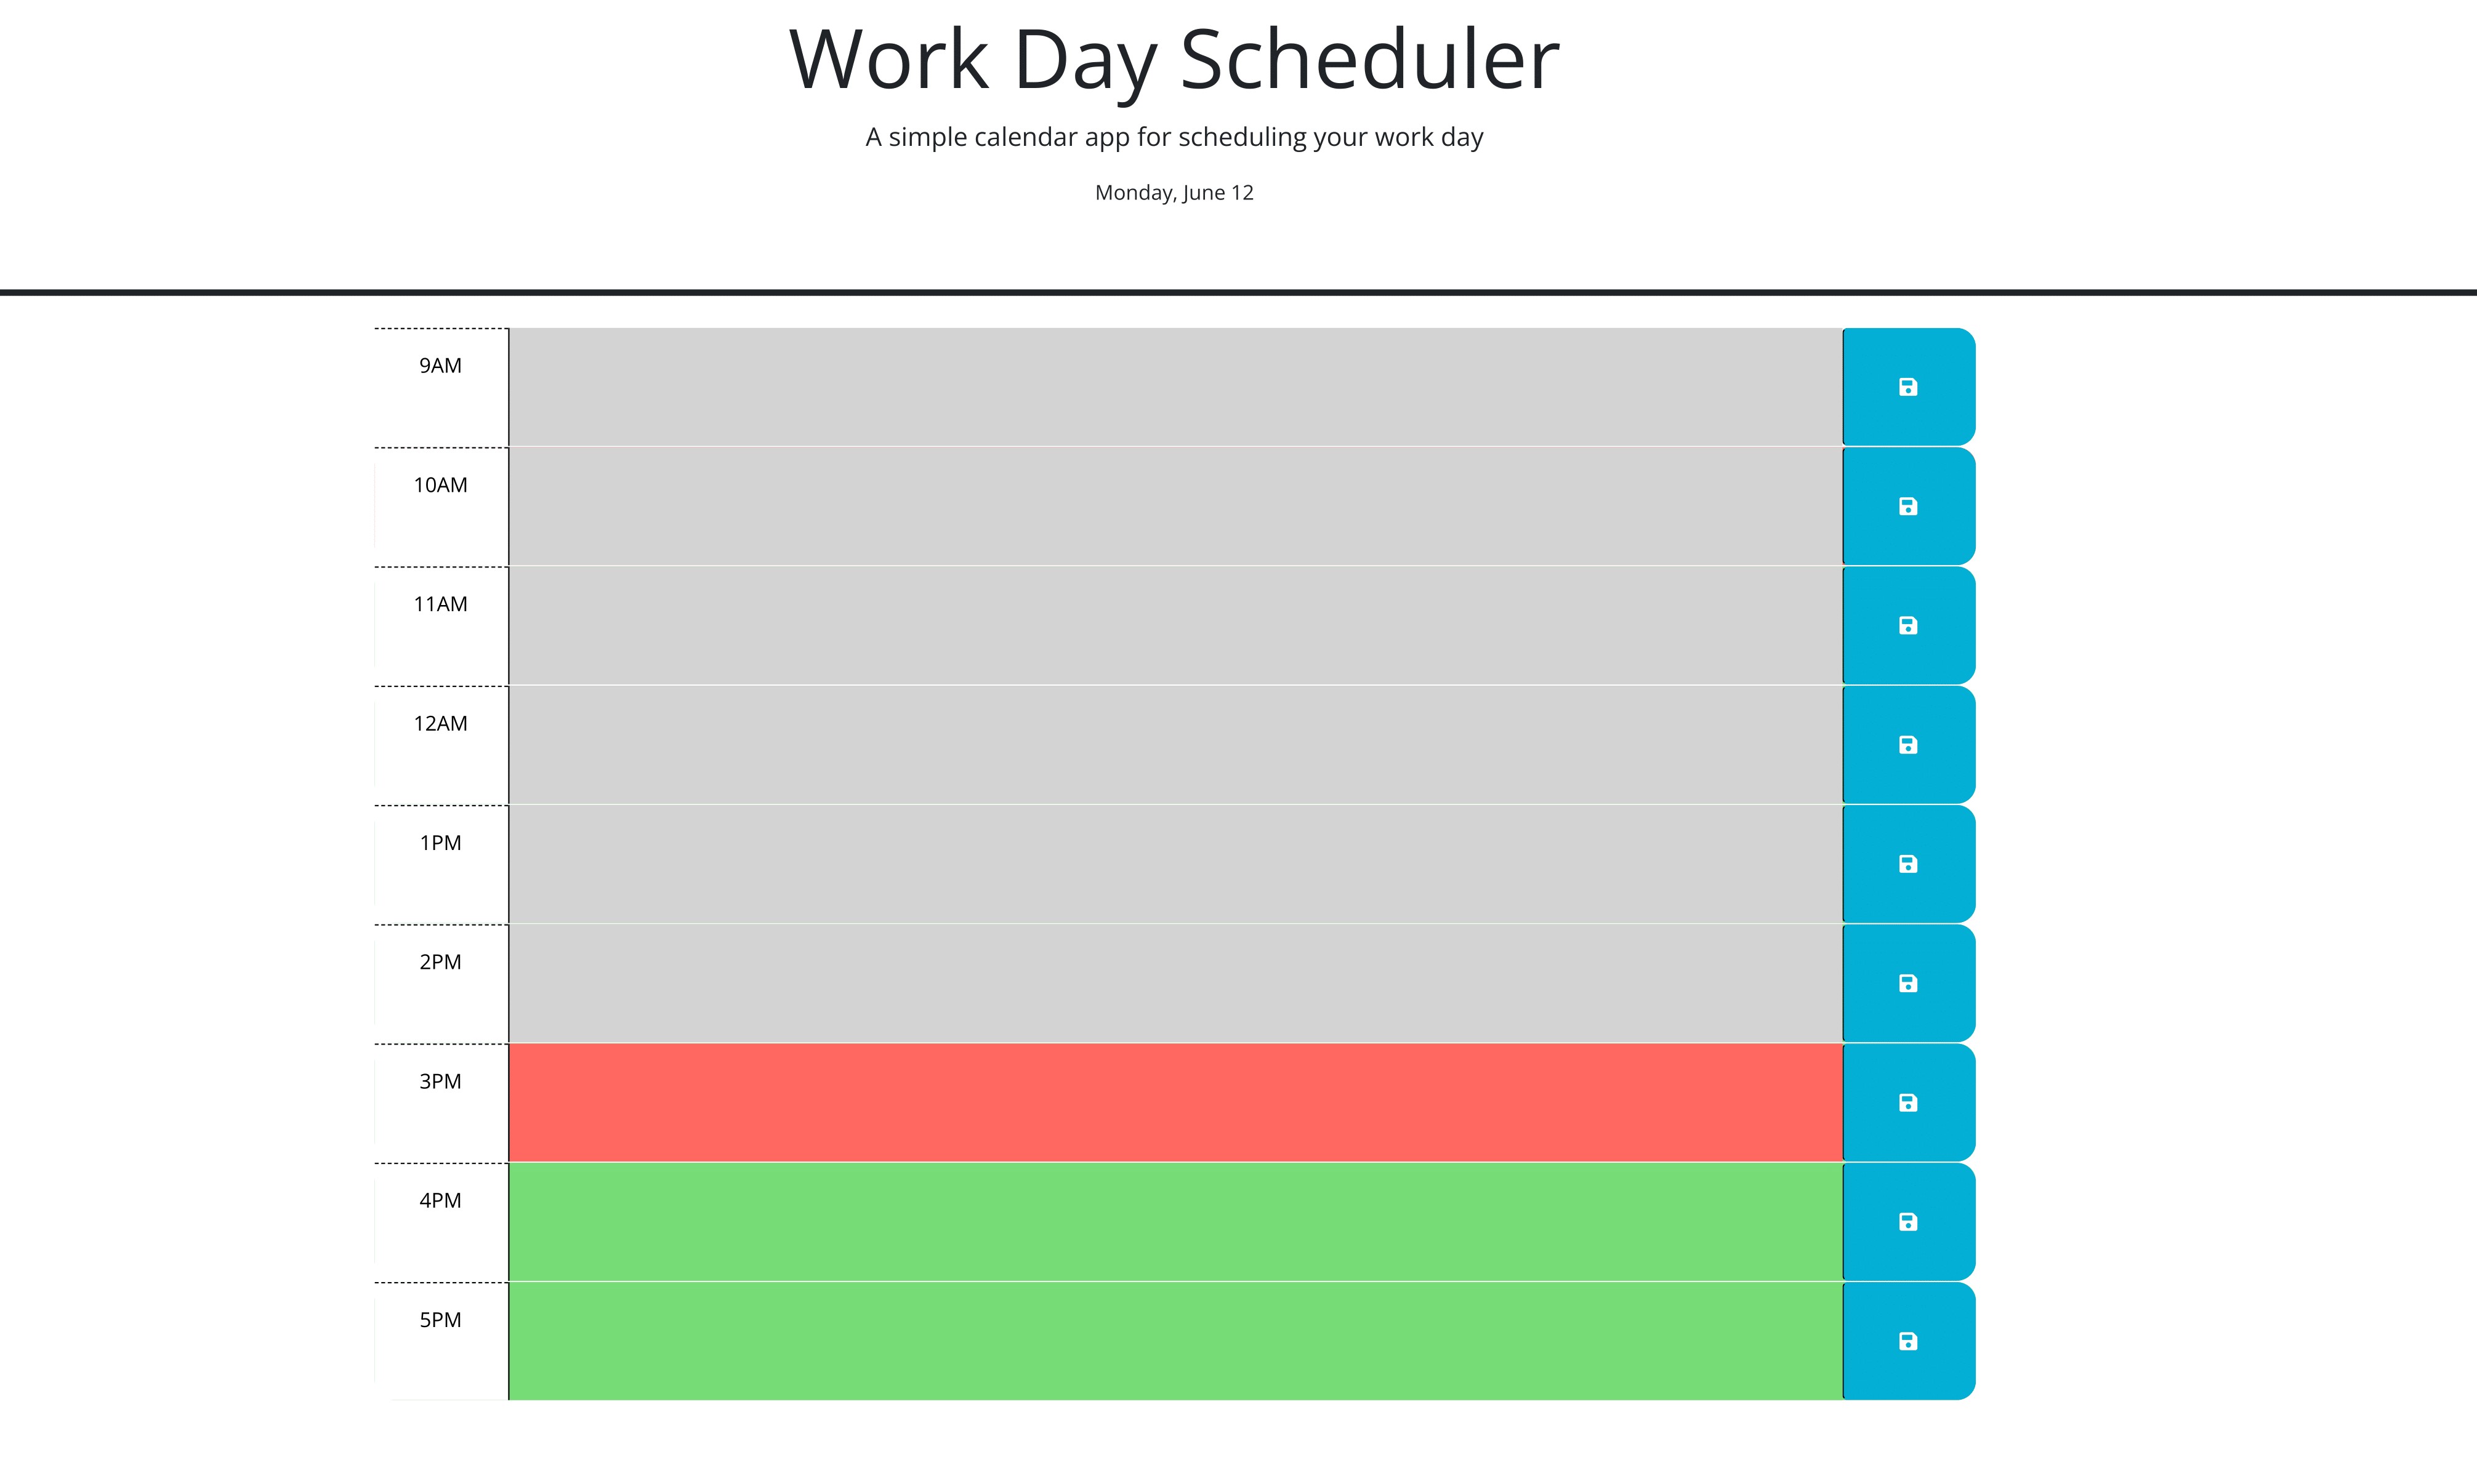 Work Day Scheduler
A simple calendar app for scheduling your work day
Monday, June 12
9AM
10AM
11AM
12AM
1PM
2PM
3PM
4PM
5PM